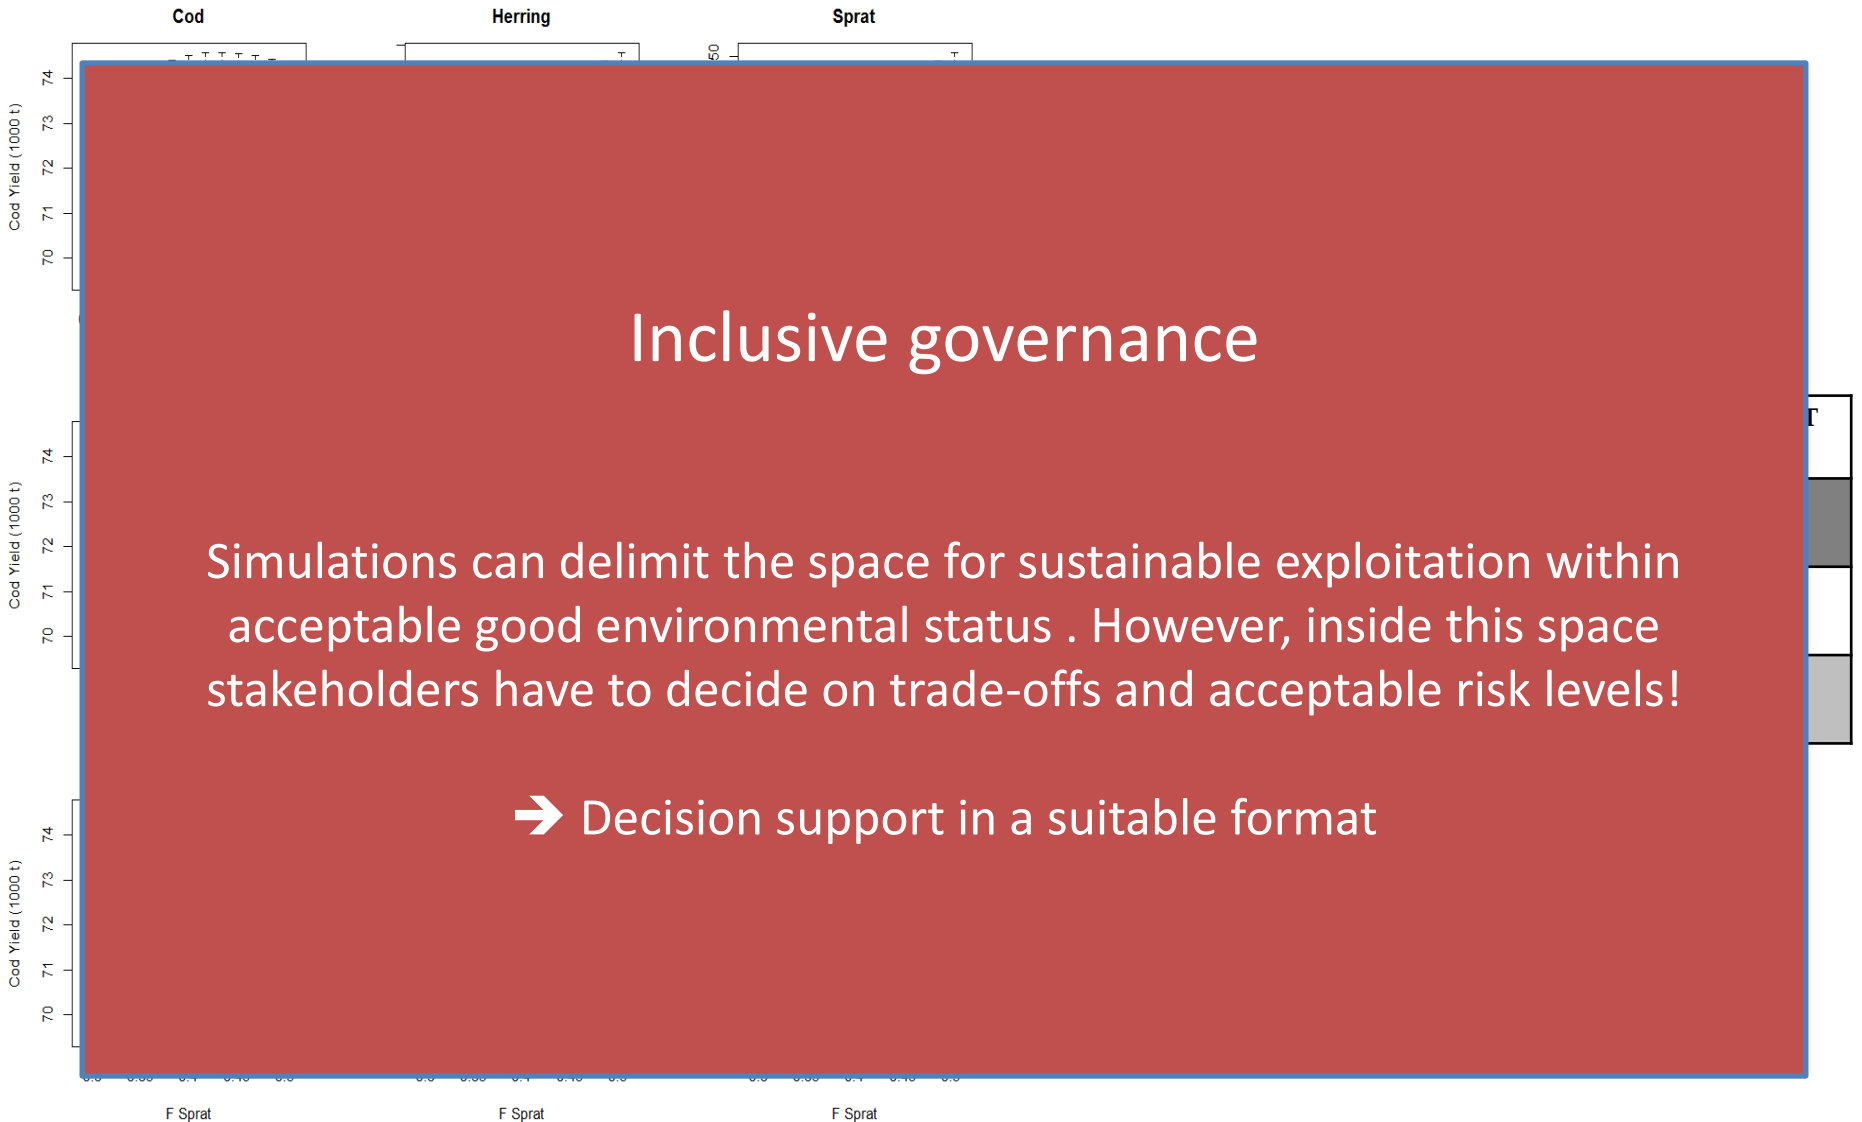 Cod
Herring
Sprat
50
74
73
72
71
70
Cod Yield (1000 t)
Inclusive governance
T
74
73
72
71
70
Cod Yield (1000 t)
Simulations can delimit the space for sustainable exploitation within
acceptable good environmental status . However, inside this space
stakeholders have to decide on trade-offs and acceptable risk levels!
➔ Decision support in a suitable format
74
73
72
71
70
Cod Yield (1000 t)
F Sprat
F Sprat
F Sprat